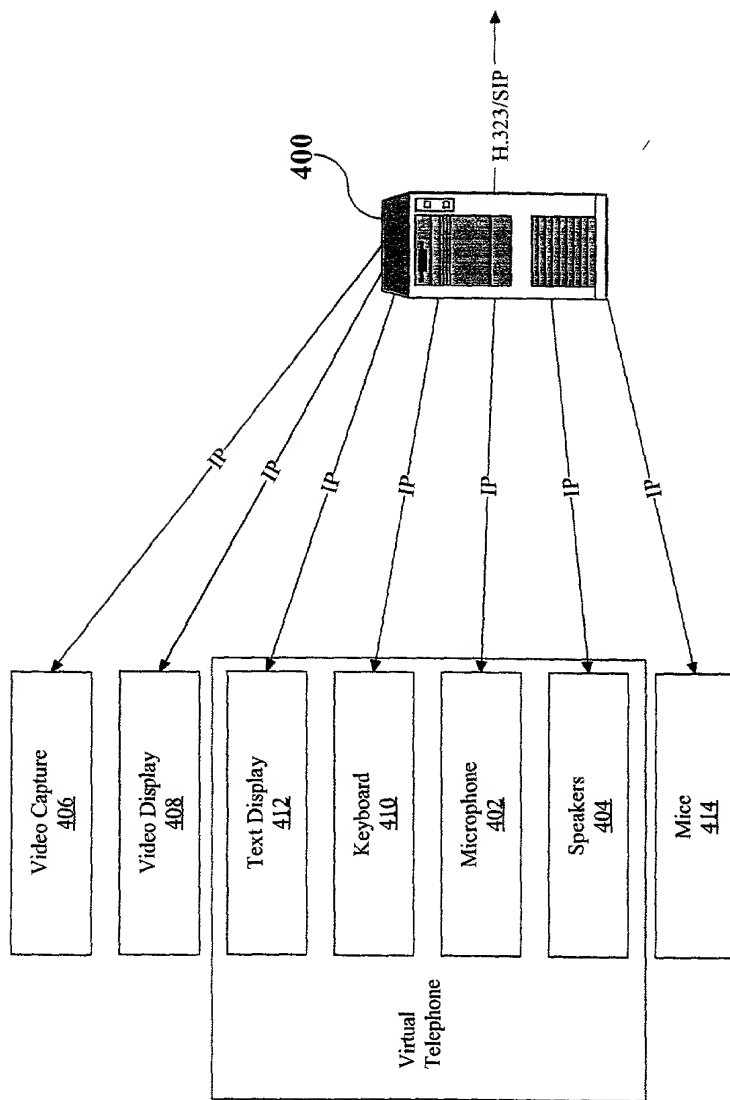 Video Capture
406
Video Display
408
Text Display
412
Keyboard
410
Microphone
402
Speakers
404
Mice
414
Virtual
Telephone
IP
IP
IP
IP
IP
IP
IP
400
H.323/SIP